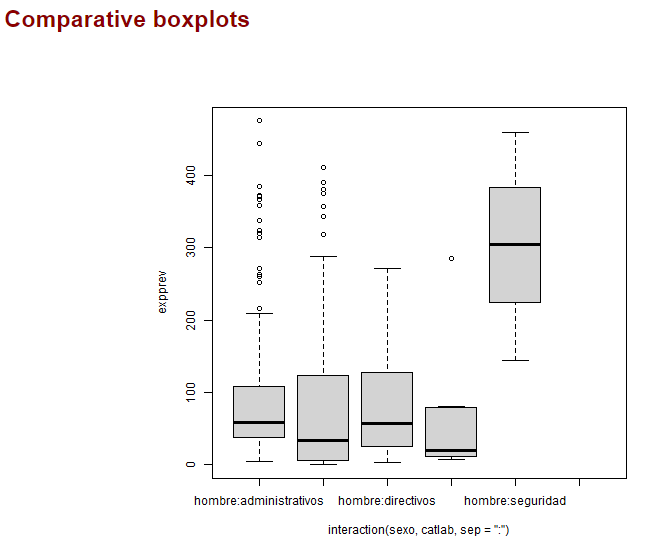 Comparative boxplots
400
300
200
100
0
expprev
hombre:administrativos hombre:directivos hombre:seguridad
interaction(sexo, catlab, sep = ":")